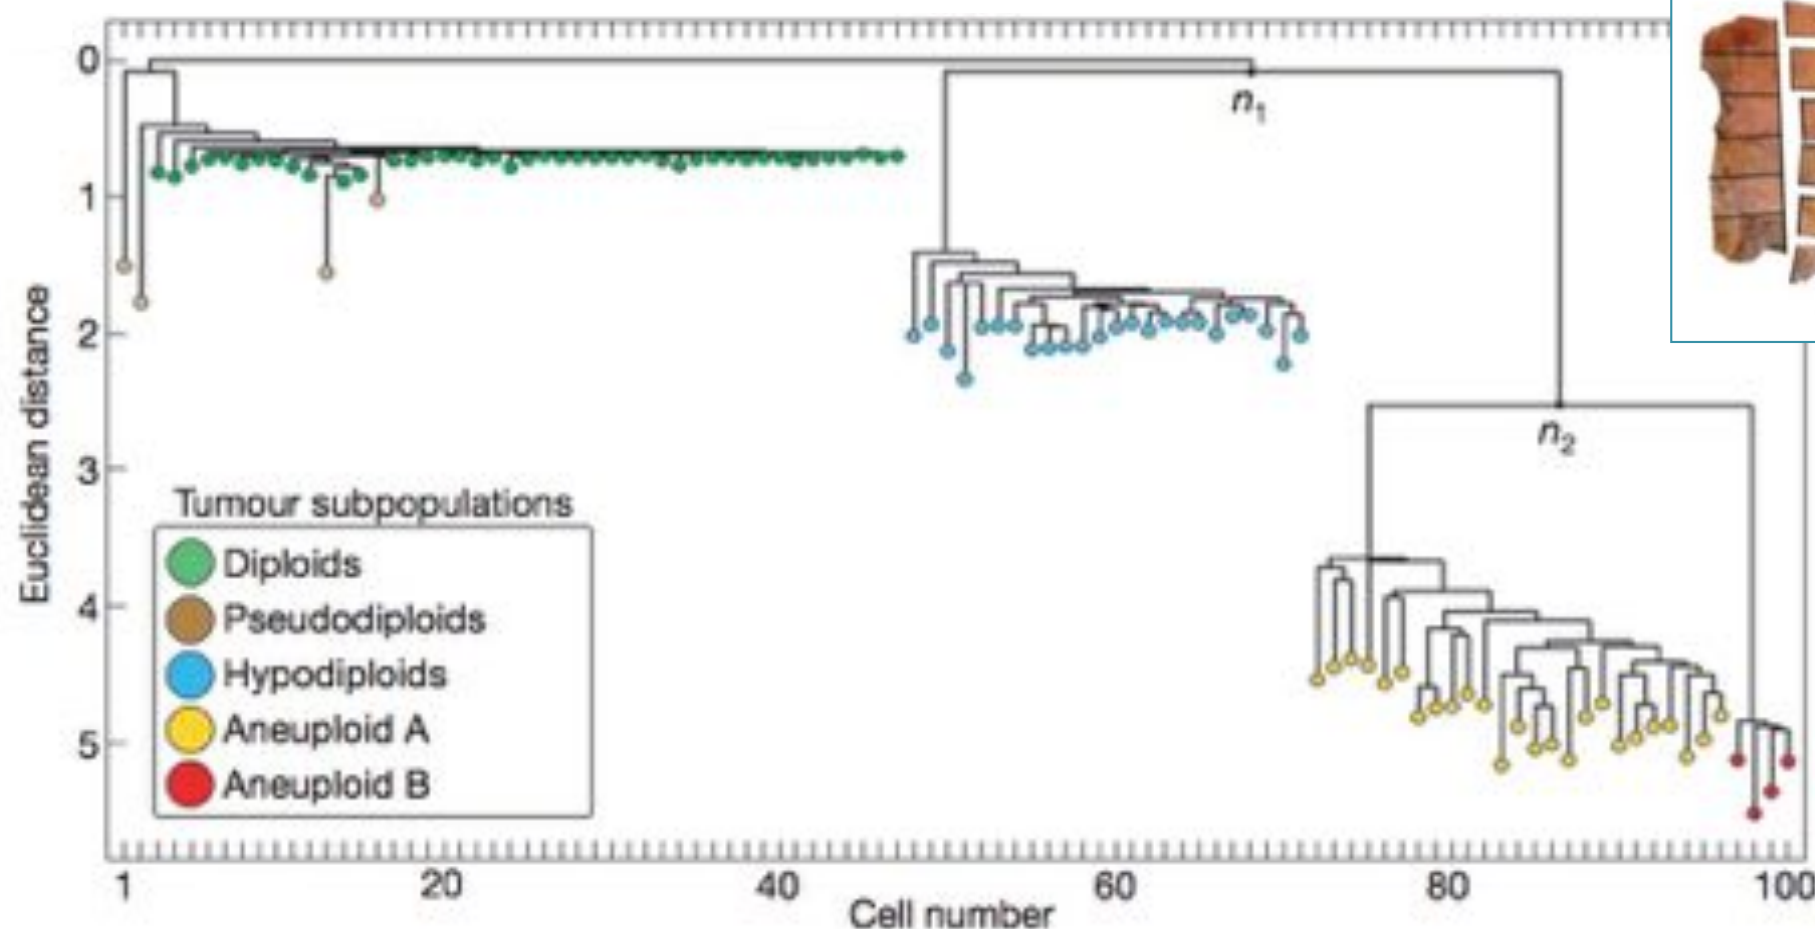 0
n1
1
2
n2
3
4
5
Euclidean distance
Tumour subpopulations
Diploids
Pseudodiploids
Hypodiploids
Aneuploid A
Aneuploid B
1 20 40 60 80 100
Cell number